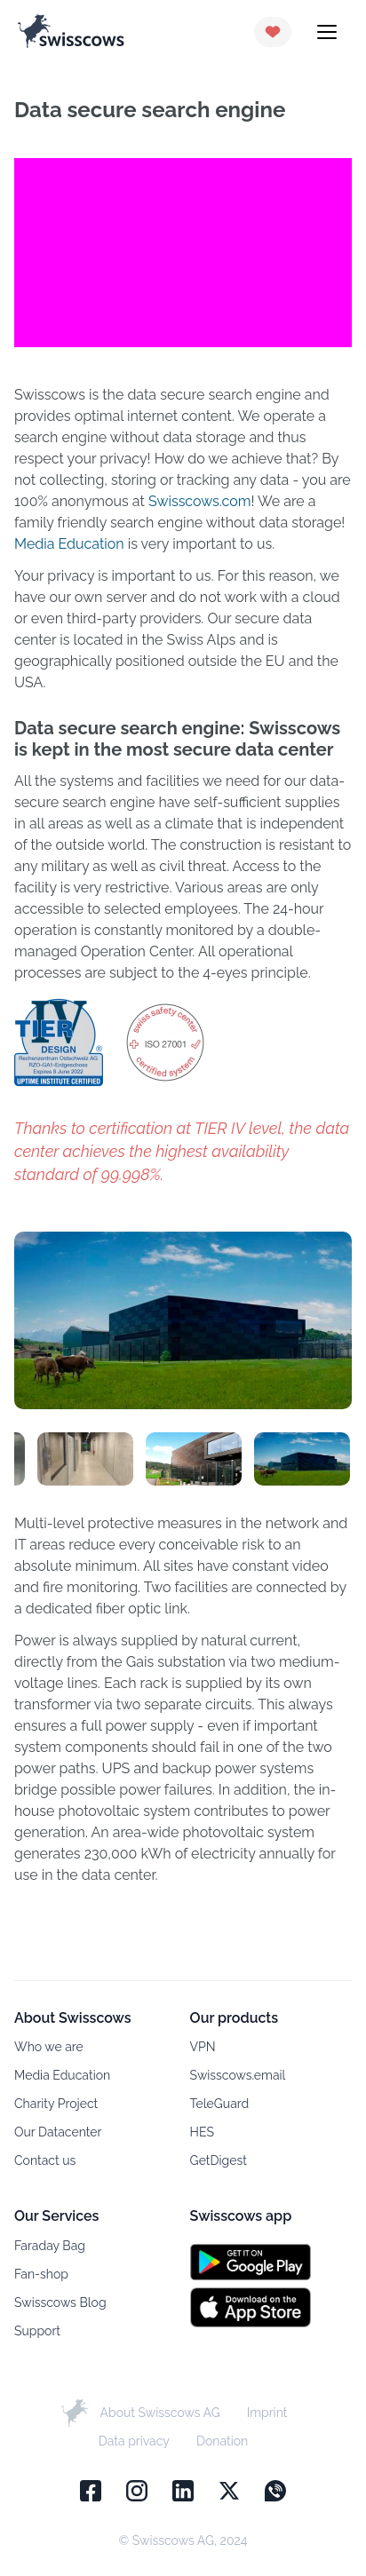 swisscows
Data secure search engine
Swisscows is the data secure search engine and
provides optimal internet content. We operate a
search engine without data storage and thus
respect your privacy! How do we achieve that? By
not collecting, storing or tracking any data - you are
100% anonymous at Swisscows.com! We are a
family friendly search engine without data storage!
Media Education is very important to us.
Your privacy is important to us. For this reason, we
have our own server and do not work with a cloud
or even third-party providers. Our secure data
center is located in the Swiss Alps and is
geographically positioned outside the EU and the
USA.
Data secure search engine: Swisscows
is kept in the most secure data center
All the systems and facilities we need for our data-
secure search engine have self-sufficient supplies
in all areas as well as a climate that is independent
of the outside world. The construction is resistant to
any military as well as civil threat. Access to the
facility is very restrictive. Various areas are only
accessible to selected employees. The 24-hour
operation is constantly monitored by a double-
managed Operation Center. All operational
processes are subject to the 4-eyes principle.
TIER IV
DESIGN
Rechenzentrum Ostschweiz AG
RZO-GA1-Erdgeschoss
Expires 8 June 2022
UPTIME INSTITUTE CERTIFIED
swiss safety center
ISO 27001
certified system
Thanks to certification at TIER IV level, the data
center achieves the highest availability
standard of 99.998%.
Multi-level protective measures in the network and
IT areas reduce every conceivable risk to an
absolute minimum. All sites have constant video
and fire monitoring. Two facilities are connected by
a dedicated fiber optic link.
Power is always supplied by natural current,
directly from the Gais substation via two medium-
voltage lines. Each rack is supplied by its own
transformer via two separate circuits. This always
ensures a full power supply - even if important
system components should fail in one of the two
power paths. UPS and backup power systems
bridge possible power failures. In addition, the in-
house photovoltaic system contributes to power
generation. An area-wide photovoltaic system
generates 230,000 kWh of electricity annually for
use in the data center.
About Swisscows
Who we are
Media Education
Charity Project
Our Datacenter
Contact us
Our products
VPN
Swisscows.email
TeleGuard
HES
GetDigest
Our Services
Faraday Bag
Fan-shop
Swisscows Blog
Support
Swisscows app
GET IT ON
Google Play
Download on the
App Store
About Swisscows AG Imprint
Data privacy Donation
© Swisscows AG, 2024